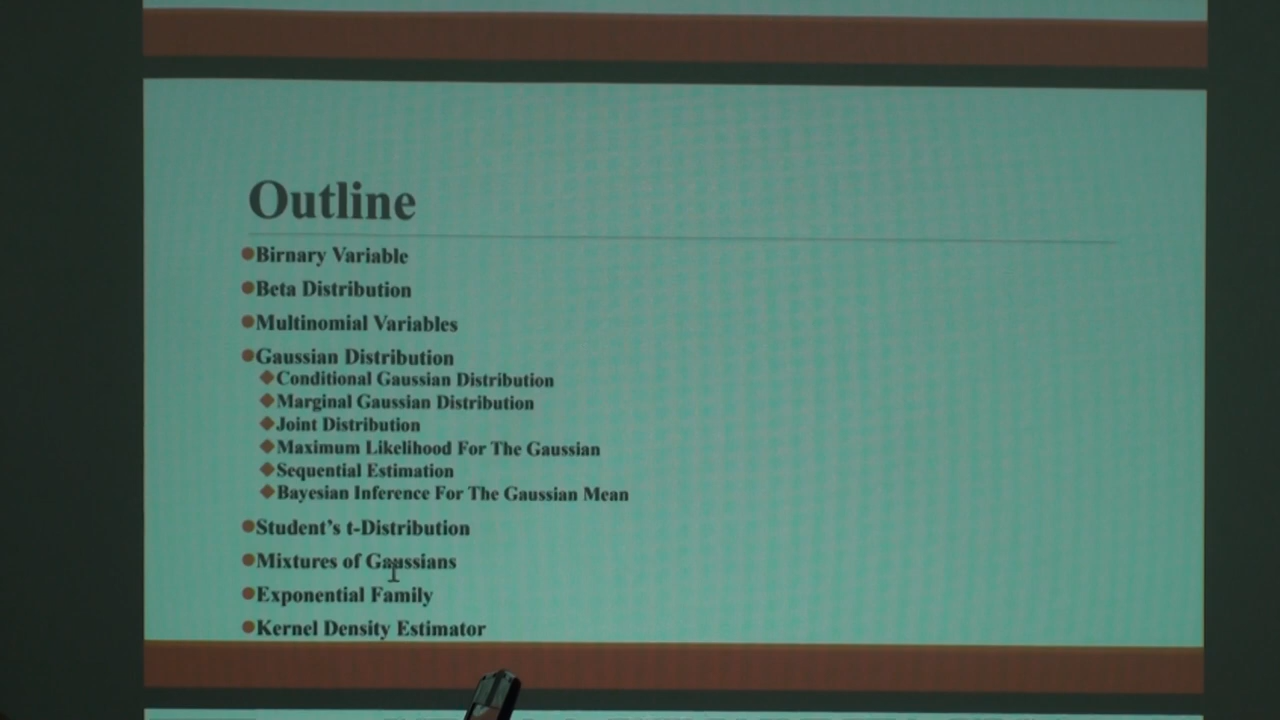 Outline
Birnary Variable
Beta Distribution
Multinomial Variables
Gaussian Distribution
Conditional Gaussian Distribution
Marginal Gaussian Distribution
Joint Distribution
Maximum Likelihood For The Gaussian
Sequential Estimation
Bayesian Inference For The Gaussian Mean
Student's t-Distribution
Mixtures of Gaussians
Exponential Family
Kernel Density Estimator